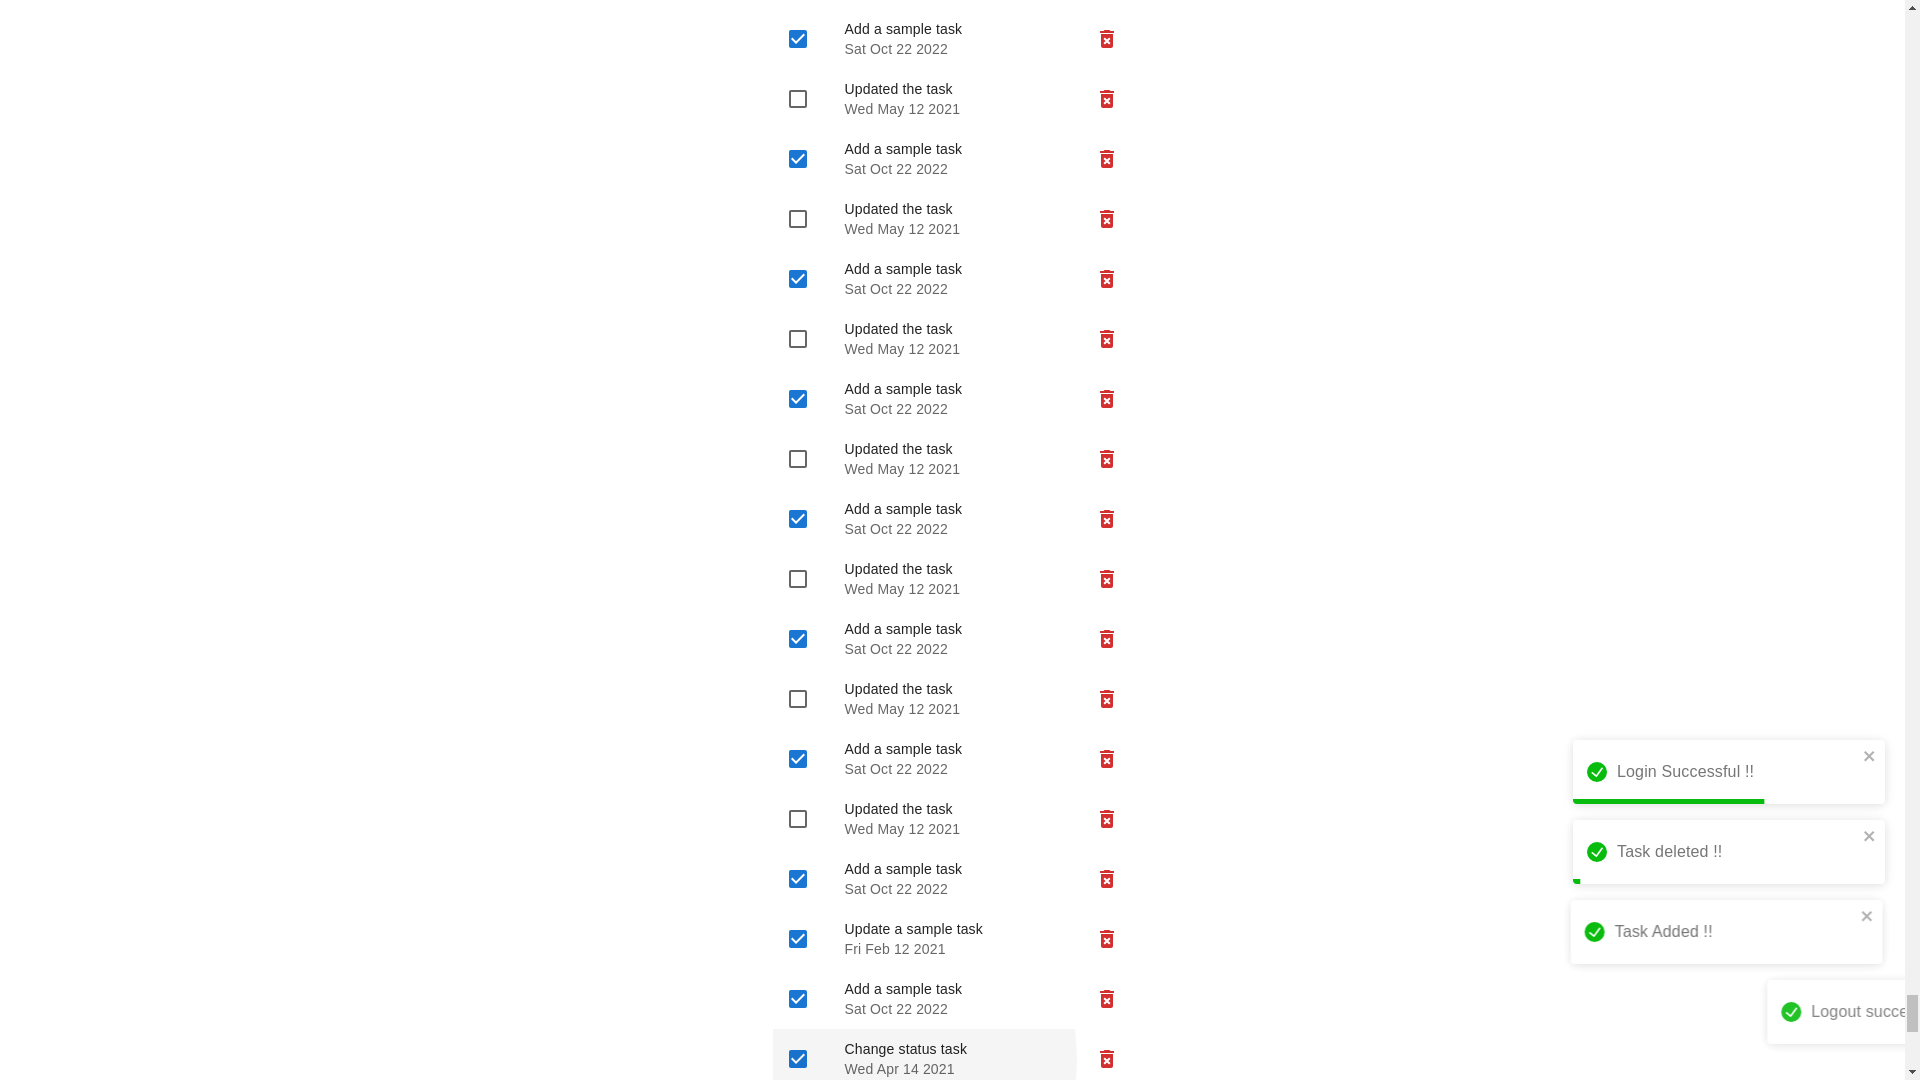 Add a sample task
Sat Oct 22 2022
Updated the task
Wed May 12 2021
Add a sample task
Sat Oct 22 2022
Updated the task
Wed May 12 2021
Add a sample task
Sat Oct 22 2022
Updated the task
Wed May 12 2021
Add a sample task
Sat Oct 22 2022
Updated the task
Wed May 12 2021
Add a sample task
Sat Oct 22 2022
Updated the task
Wed May 12 2021
Add a sample task
Sat Oct 22 2022
Updated the task
Wed May 12 2021
Add a sample task
Sat Oct 22 2022
Updated the task
Wed May 12 2021
Add a sample task
Sat Oct 22 2022
Update a sample task
Fri Feb 12 2021
Add a sample task
Sat Oct 22 2022
Change status task
Wed Apr 14 2021
Login Successful !!
Task deleted !!
Task Added !!
Logout succe